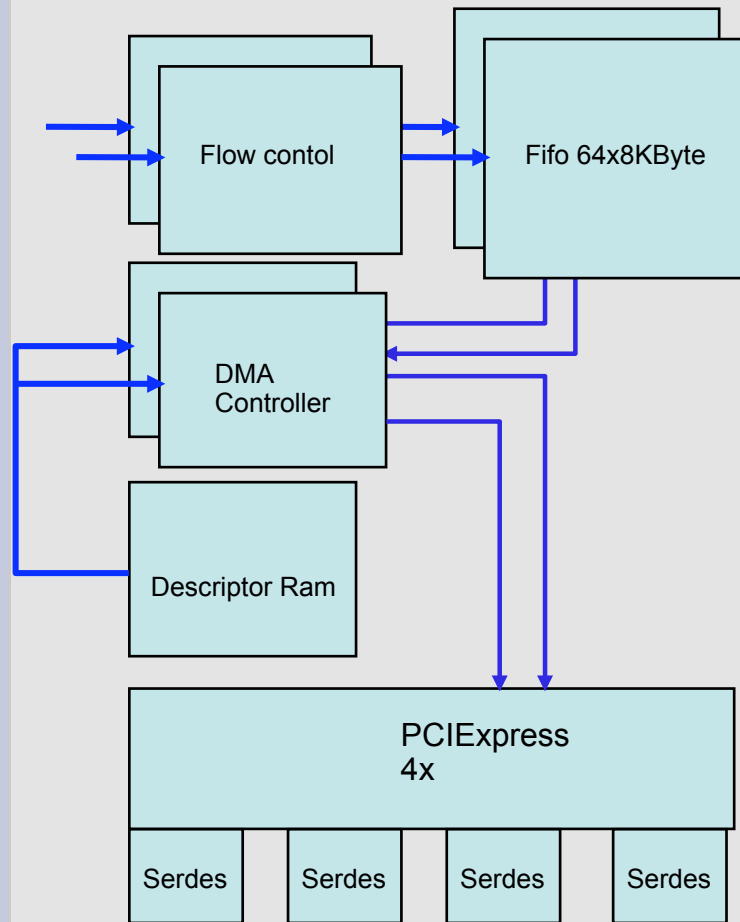 Flow contol
Fifo 64x8KByte
DMA
Controller
Descriptor Ram
PCIExpress
4x
Serdes
Serdes
Serdes
Serdes